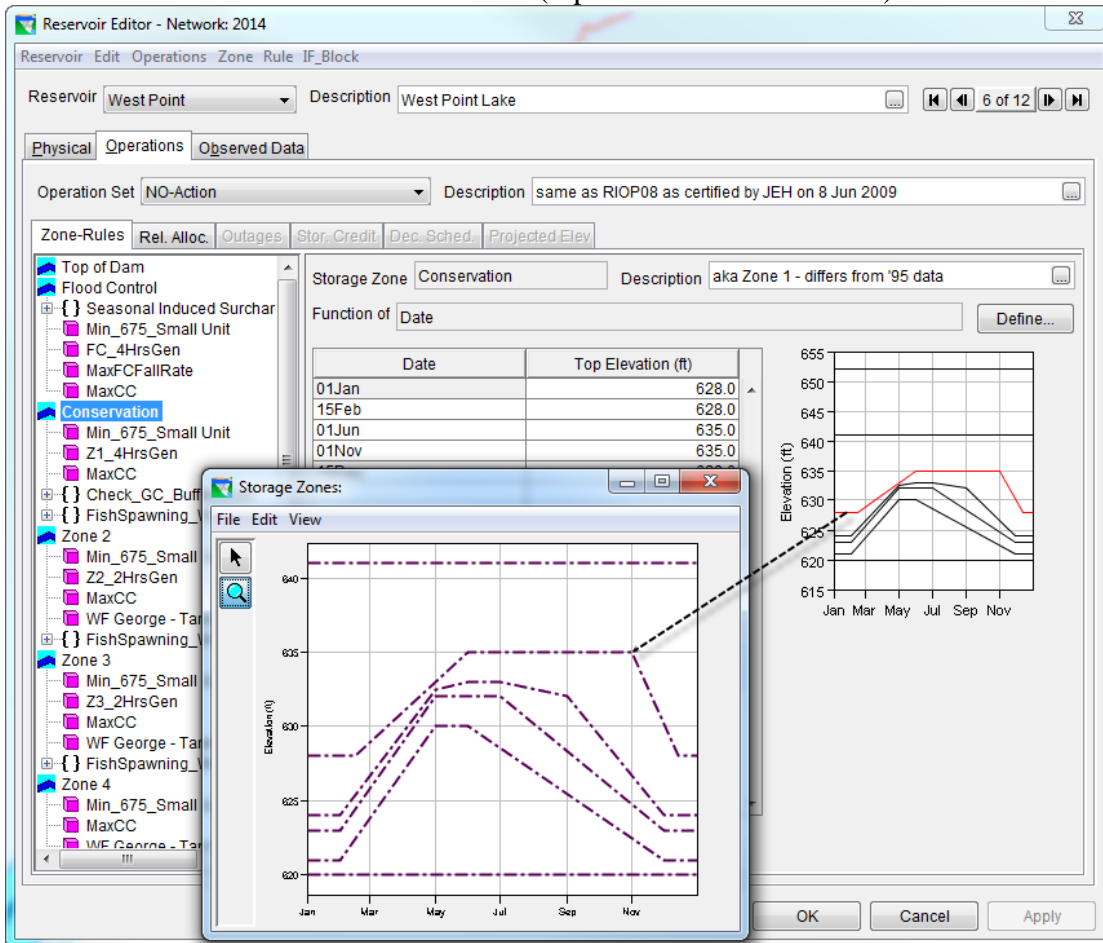 Reservoir Editor - Network: 2014
Reservoir Edit Operations Zone Rule IF_Block
Reservoir West Point Description West Point Lake ... 6 of 12
Physical Operations Observed Data
Operation Set NO-Action Description same as RIOP08 as certified by JEH on 8 Jun 2009 ...
Zone-Rules Rel. Alloc. Outages Stor. Credit Dec. Sched. Projected Elev
Top of Dam
Flood Control
{ } Seasonal Induced Surchar
Min_675_Small Unit
FC_4HrsGen
MaxFCFallRate
MaxCC
Conservation
Min_675_Small Unit
Z1_4HrsGen
MaxCC
{ } Check_GC_Buff
{ } FishSpawning_
Zone 2
Min_675_Small
Z2_2HrsGen
MaxCC
WF George - Tar
{ } FishSpawning_
Zone 3
Min_675_Small
Z3_2HrsGen
MaxCC
WF George - Tar
{ } FishSpawning_
Zone 4
Min_675_Small
MaxCC
WF George - Tar
Storage Zone Conservation Description aka Zone 1 - differs from '95 data ...
Function of Date Define...
Date Top Elevation (ft)
01Jan 628.0
15Feb 628.0
01Jun 635.0
01Nov 635.0
655
650
645
640
635
630
625
620
615
Elevation (ft)
Jan Mar May Jul Sep Nov
Storage Zones:
File Edit View
640
635
630
625
620
Elevation (ft)
Jan Mar May Jul Sep Nov
OK Cancel Apply